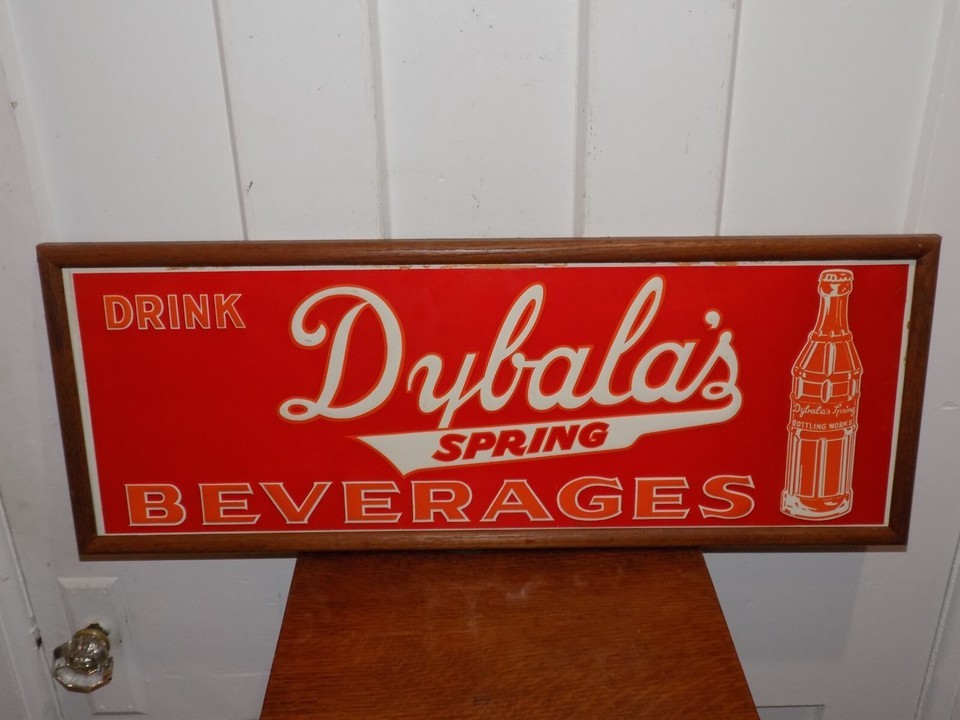 DRINK
Dybala's
SPRING
BEVERAGES
Dybala's Spring
BOTTLING WORKS